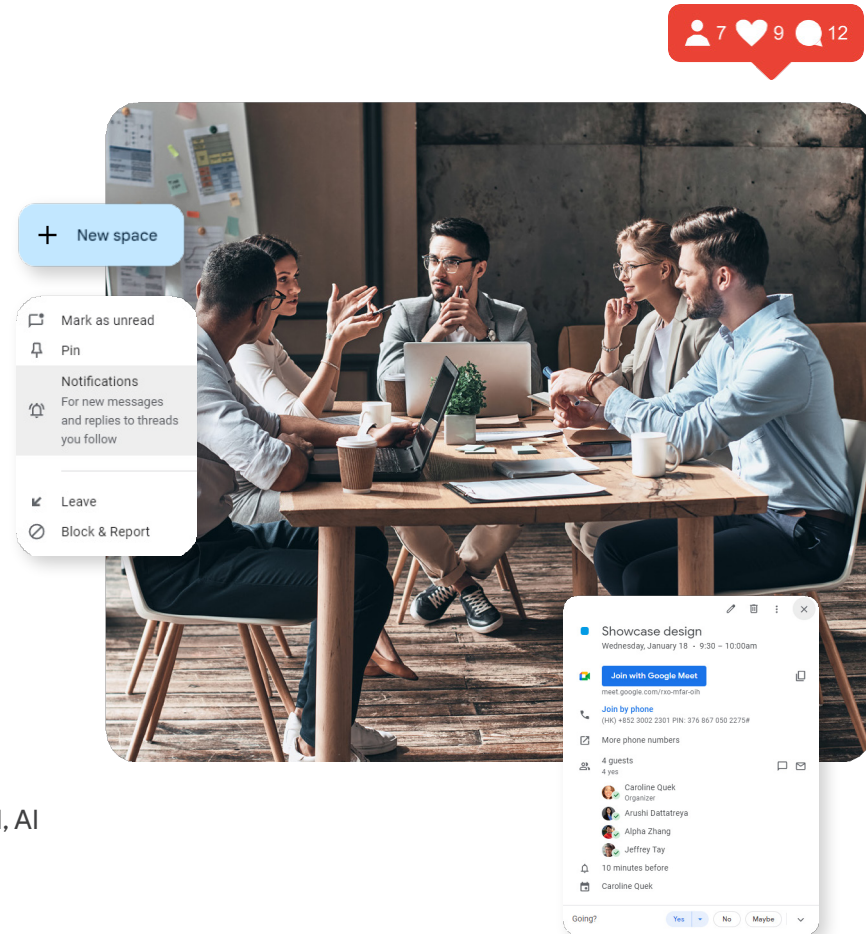 7 9 12
New space
Mark as unread
Pin
Notifications
For new messages
and replies to threads
you follow
Leave
Block & Report
Showcase design
Wednesday, January 18 • 9:30 – 10:00am
Join with Google Meet
meet.google.com/rxo-mfar-oih
Join by phone
(HK) +852 3002 2301 PIN: 376 867 050 2275#
More phone numbers
4 guests
4 yes
Caroline Quek
Organizer
Arushi Dattatreya
, AI
Alpha Zhang
Jeffrey Tay
10 minutes before
Caroline Quek
Going? Yes No Maybe